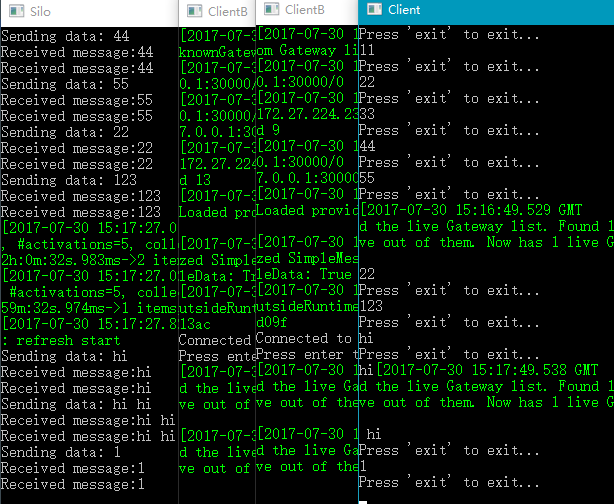 Silo
Sending data: 44
Received message:44
Received message:44
Sending data: 55
Received message:55
Received message:55
Sending data: 22
Received message:22
Received message:22
Sending data: 123
Received message:123
Received message:123
[2017-07-30 15:17:27.0
, #activations=5, coll
2h:0m:32s.983ms->2 ite
[2017-07-30 15:17:27.0
 #activations=5, colle
59m:32s.974ms->1 items
[2017-07-30 15:17:27.8
: refresh start
Sending data: hi
Received message:hi
Received message:hi
Sending data: hi hi
Received message:hi hi
Received message:hi hi
Sending data: 1
Received message:1
Received message:1
ClientB
[2017-07-3
knownGatew
[2017-07-3
0.1:30000/
[2017-07-3
0.1:30000/
7.0.0.1:30
[2017-07-3
172.27.224
d 13
[2017-07-3
Loaded pro
[2017-07-3
zed Simple
leData: Tr
[2017-07-3
utsideRunt
13ac
Connected
Press ente
[2017-07-3
d the live
ve out of
[2017-07-3
d the live
ve out of
ClientB
[2017-07-30 1
om Gateway li
[2017-07-30 1
0.1:30000/0
[2017-07-30 1
172.27.224.23
d 9
[2017-07-30 1
0.1:30000/0
7.0.0.1:30000
[2017-07-30 1
Loaded provid
[2017-07-30 1
zed SimpleMes
leData: True
[2017-07-30 1
utsideRuntime
d09f
Connected to
Press enter t
[2017-07-30 1
d the live Ga
ve out of the
[2017-07-30 1
d the live Ga
ve out of the
Client
Press 'exit' to exit...
11
Press 'exit' to exit...
22
Press 'exit' to exit...
33
Press 'exit' to exit...
44
Press 'exit' to exit...
55
Press 'exit' to exit...
[2017-07-30 15:16:49.529 GMT
d the live Gateway list. Found 1
ve out of them. Now has 1 live G
22
Press 'exit' to exit...
123
Press 'exit' to exit...
hi
Press 'exit' to exit...
hi[2017-07-30 15:17:49.538 GMT
d the live Gateway list. Found 1
ve out of them. Now has 1 live G
 hi
Press 'exit' to exit...
1
Press 'exit' to exit...